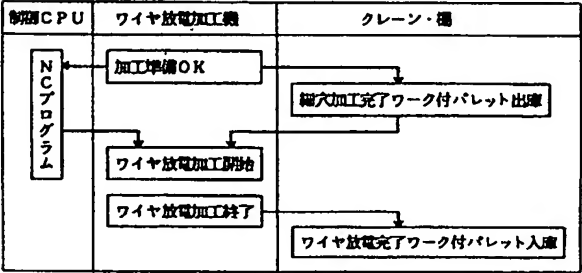 制御CPU
ワイヤ放電加工機
クレーン・棚
NCプログラム
加工準備OK
細穴加工完了ワーク付パレット出庫
ワイヤ放電加工開始
ワイヤ放電加工終了
ワイヤ放電完了ワーク付パレット入庫